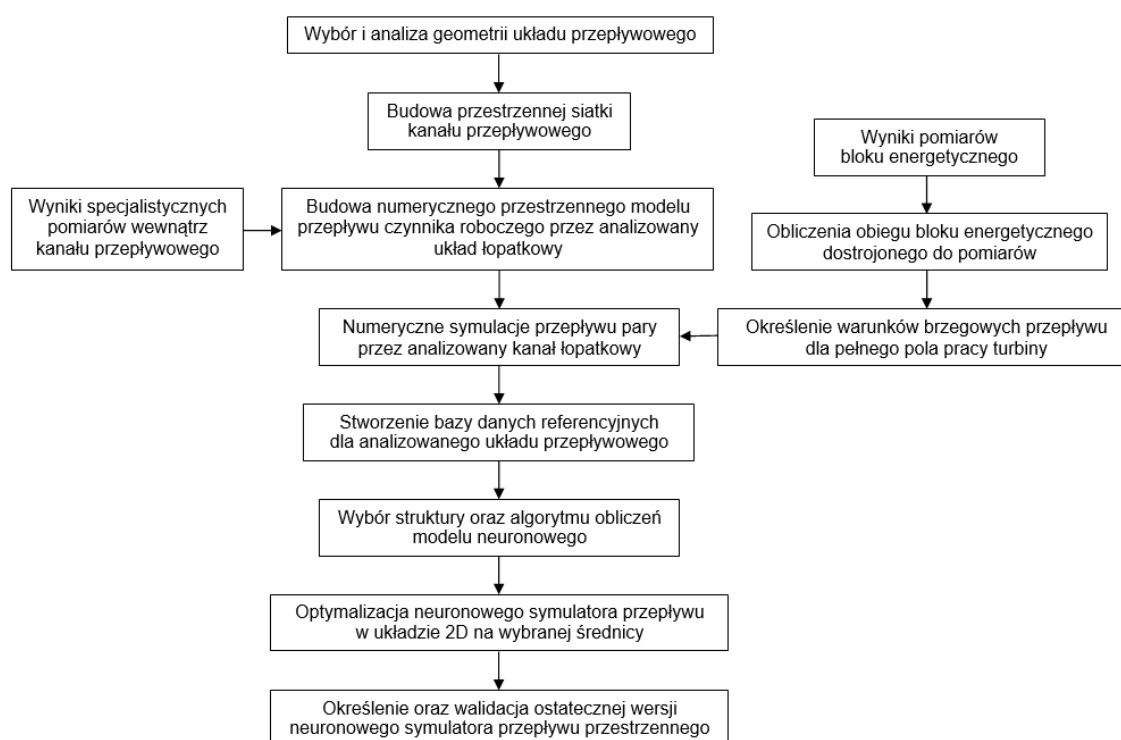 Wybór i analiza geometrii układu przepływowego
Budowa przestrzennej siatki
kanału przepływowego
Wyniki pomiarów
bloku energetycznego
Wyniki specjalistycznych
pomiarów wewnątrz
kanału przepływowego
Budowa numerycznego przestrzennego modelu
przepływu czynnika roboczego przez analizowany
układ łopatkowy
Obliczenia obiegu bloku energetycznego
dostrojonego do pomiarów
Numeryczne symulacje przepływu pary
przez analizowany kanał łopatkowy
Określenie warunków brzegowych przepływu
dla pełnego pola pracy turbiny
Stworzenie bazy danych referencyjnych
dla analizowanego układu przepływowego
Wybór struktury oraz algorytmu obliczeń
modelu neuronowego
Optymalizacja neuronowego symulatora przepływu
w układzie 2D na wybranej średnicy
Określenie oraz walidacja ostatecznej wersji
neuronowego symulatora przepływu przestrzennego